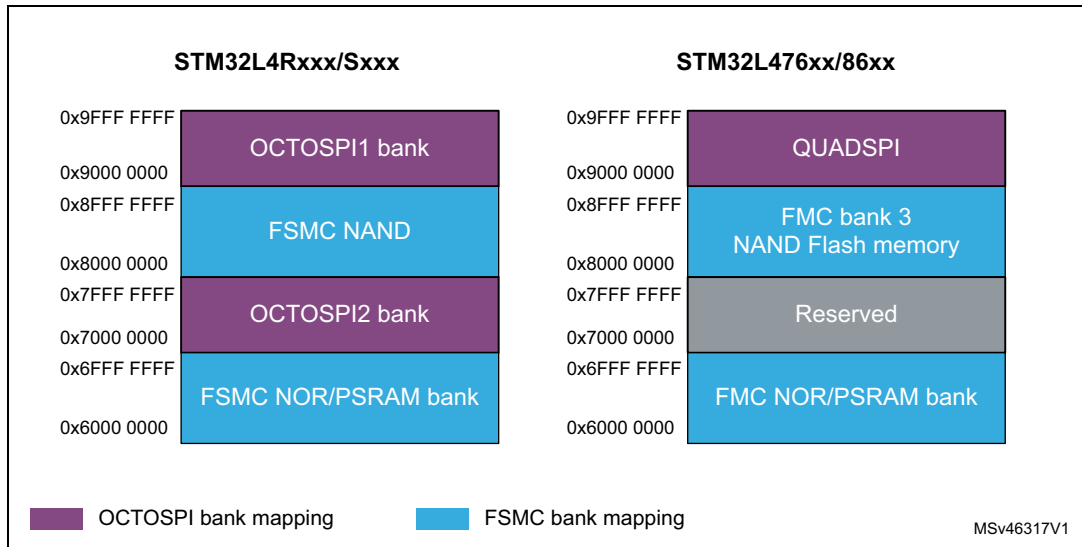 STM32L4Rxxx/Sxxx
0x9FFF FFFF
OCTOSPI1 bank
0x9000 0000
0x8FFF FFFF
FSMC NAND
0x8000 0000
0x7FFF FFFF
OCTOSPI2 bank
0x7000 0000
0x6FFF FFFF
FSMC NOR/PSRAM bank
0x6000 0000
STM32L476xx/86xx
0x9FFF FFFF
QUADSPI
0x9000 0000
0x8FFF FFFF
FMC bank 3
NAND Flash memory
0x8000 0000
0x7FFF FFFF
Reserved
0x7000 0000
0x6FFF FFFF
FMC NOR/PSRAM bank
0x6000 0000
OCTOSPI bank mapping
FSMC bank mapping
MSv46317V1